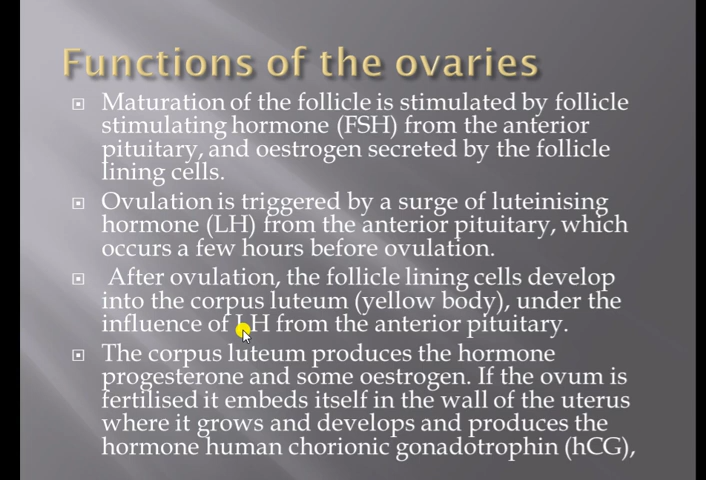 Functions of the ovaries
Maturation of the follicle is stimulated by follicle
stimulating hormone (FSH) from the anterior
pituitary, and oestrogen secreted by the follicle
lining cells.
Ovulation is triggered by a surge of luteinising
hormone (LH) from the anterior pituitary, which
occurs a few hours before ovulation.
After ovulation, the follicle lining cells develop
into the corpus luteum (yellow body), under the
influence of LH from the anterior pituitary.
The corpus luteum produces the hormone
progesterone and some oestrogen. If the ovum is
fertilised it embeds itself in the wall of the uterus
where it grows and develops and produces the
hormone human chorionic gonadotrophin (hCG),